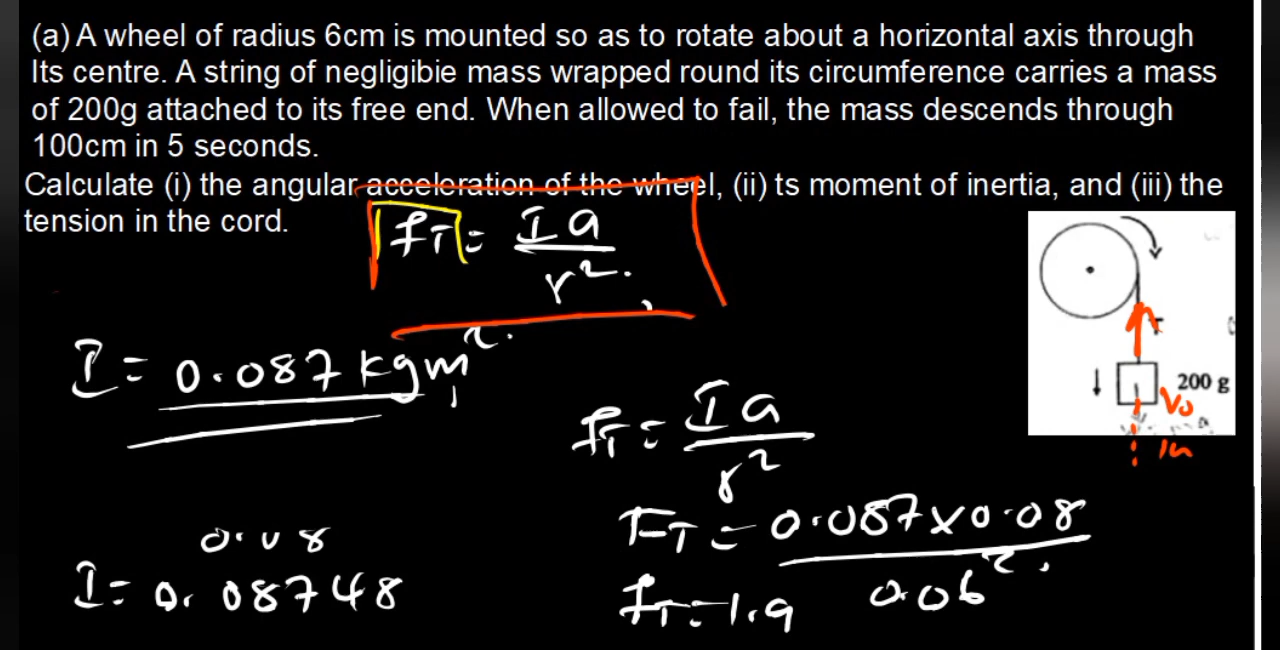 (a) A wheel of radius 6cm is mounted so as to rotate about a horizontal axis through
Its centre. A string of negligibie mass wrapped round its circumference carries a mass
of 200g attached to its free end. When allowed to fail, the mass descends through
100cm in 5 seconds.
Calculate (i) the angular acceleration of the wheel, (ii) ts moment of inertia, and (iii) the
tension in the cord.
F_T = Ia / r².
I = 0.087 kgm².
200 g
V₀
1m
F_T = Ia / r²
F_T = 0.087 × 0.08 / 0.06².
0.08
I = 0.08748
F_T = 1.9